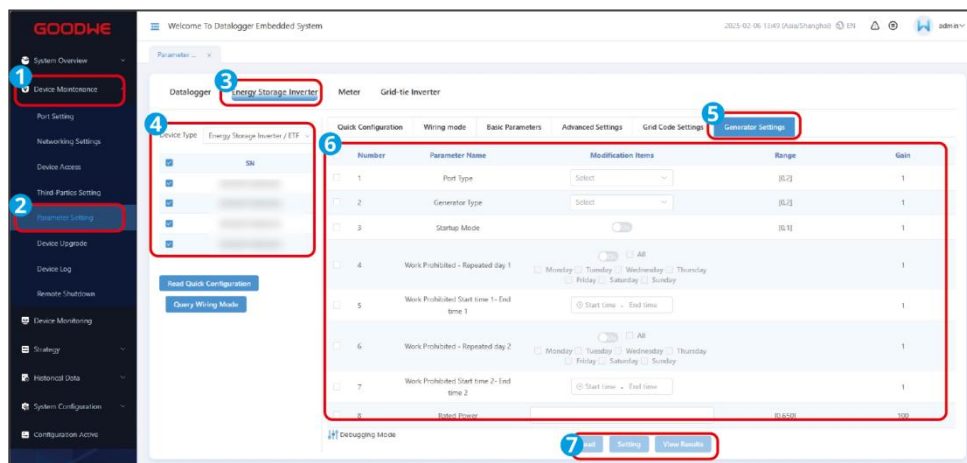 GOODWE
Welcome To Datalogger Embedded System
2025-02-06 13:49 (Asia/Shanghai) EN
admin
Parameter ... ×
System Overview
1
Device Maintenance
Port Setting
Networking Settings
Device Access
Third-Partics Setting
2
Parameter Setting
Device Upgrade
Device Log
Remote Shutdown
Device Monitorng
Strategy
Historical Data
System Configuration
Configuration Active
3
Datalogger Energy Storage Inverter Meter Grid-tie Inverter
4
Device Type Energy Storage Inverter / ETF
SN
Read Quick Configuration
Query Wiring Mode
5
Quick Configuration Wiring mode Basic Parameters Advanced Settings Grid Code Settings Generator Settings
6
Number Parameter Name Modification Items Range Gain
1 Port Type Select [0,2] 1
2 Generator Type Select [0,2] 1
3 Startup Mode [0,1] 1
4 Work Prohibited - Repeated day 1 All 1
Monday Tuesday Wednesday Thursday
Friday Saturday Sunday
5 Work Prohibited Start time 1- End time 1 Start time - End time 1
6 Work Prohibited - Repeated day 2 All 1
Monday Tuesday Wednesday Thursday
Friday Saturday Sunday
7 Work Prohibited Start time 2- End time 2 Start time - End time 1
8 Rated Power [0,650] 100
Debugging Mode
7
Setting View Results